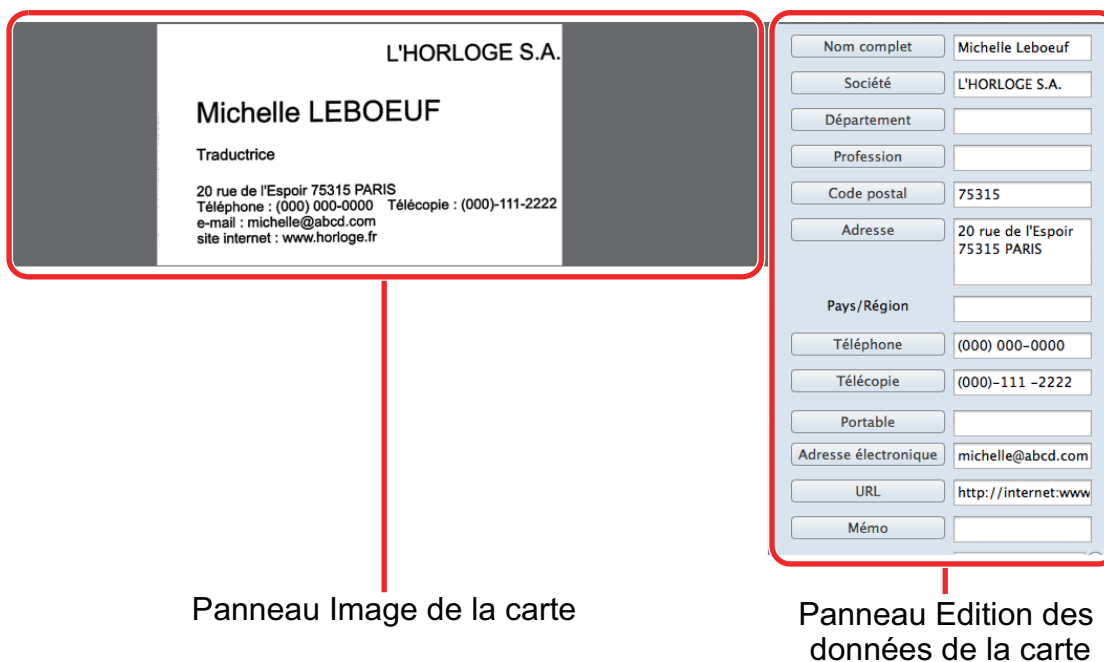 L'HORLOGE S.A.
Michelle LEBOEUF
Traductrice
20 rue de l'Espoir 75315 PARIS
Téléphone : (000) 000-0000 Télécopie : (000)-111-2222
e-mail : michelle@abcd.com
site internet : www.horloge.fr
Nom complet Michelle Leboeuf
Société L'HORLOGE S.A.
Département
Profession
Code postal 75315
Adresse 20 rue de l'Espoir
75315 PARIS
Pays/Région
Téléphone (000) 000-0000
Télécopie (000)-111 -2222
Portable
Adresse électronique michelle@abcd.com
URL http://internet:www
Mémo
Panneau Image de la carte
Panneau Edition des
données de la carte